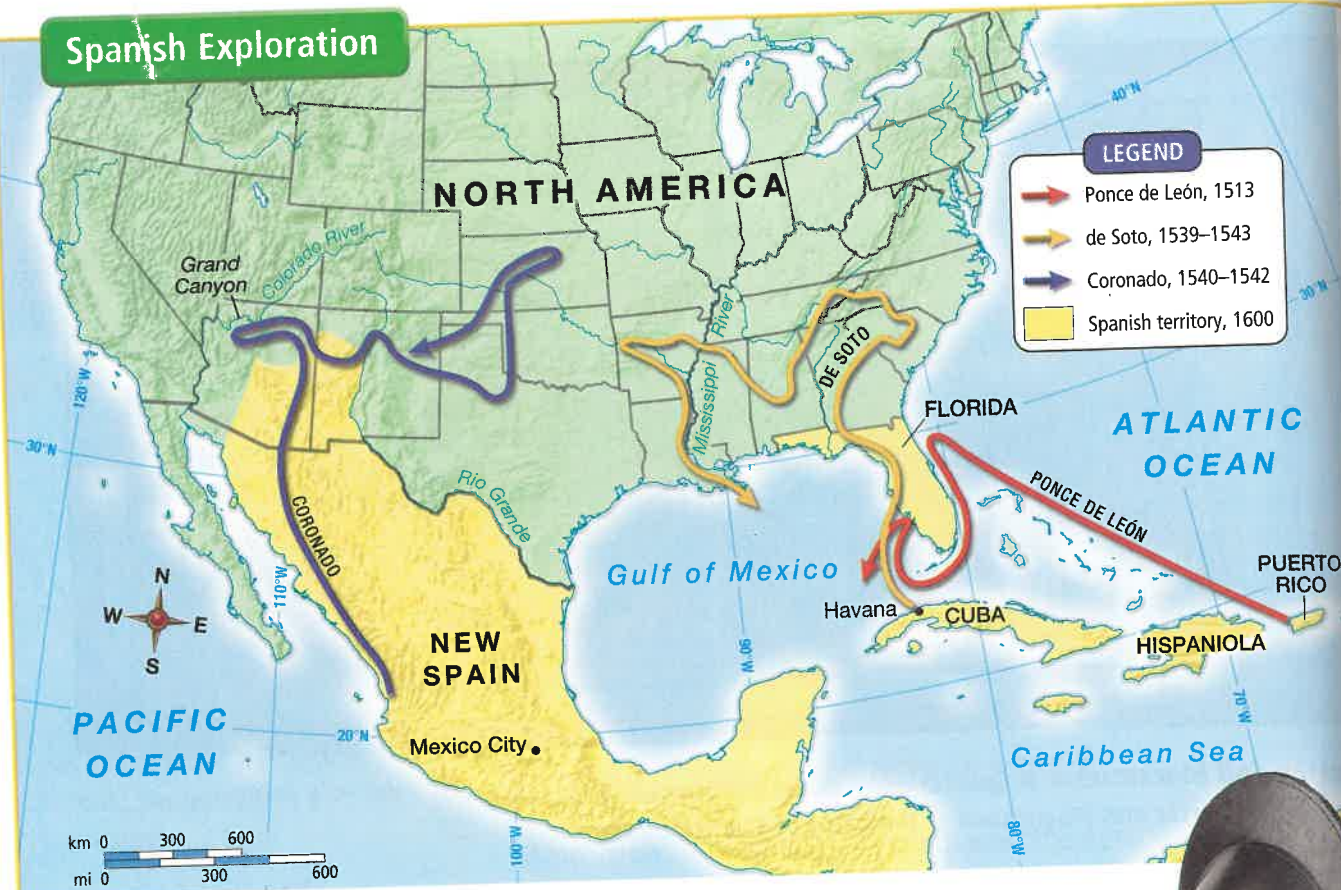 Spanish Exploration
40°N
LEGEND
Ponce de León, 1513
de Soto, 1539–1543
Coronado, 1540–1542
Spanish territory, 1600
30°N
NORTH AMERICA
Colorado River
Grand
Canyon
Mississippi
River
DE SOTO
120°W
30°N
FLORIDA
ATLANTIC
OCEAN
PONCE DE LEÓN
Rio Grande
CORONADO
110°W
Gulf of Mexico
PUERTO
RICO
Havana
CUBA
HISPANIOLA
N
W
E
S
NEW
SPAIN
90°W
70°W
PACIFIC
OCEAN
20°N
Mexico City
Caribbean Sea
80°W
100°W
km 0 300 600
mi 0 300 600